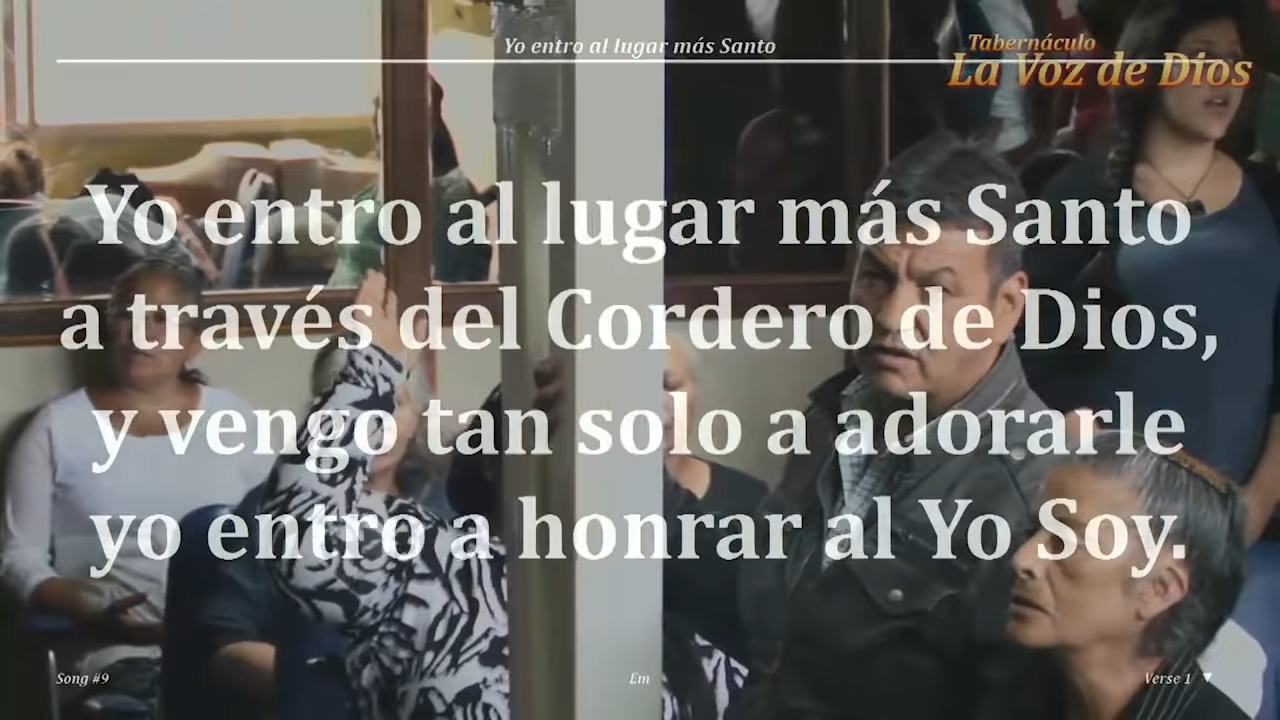 Yo entro al lugar más Santo
Tabernáculo
La Voz de Dios
Yo entro al lugar más Santo
a través del Cordero de Dios,
y vengo tan solo a adorarle
yo entro a honrar al Yo Soy.
Song #9
Em
Verse 1 ▼